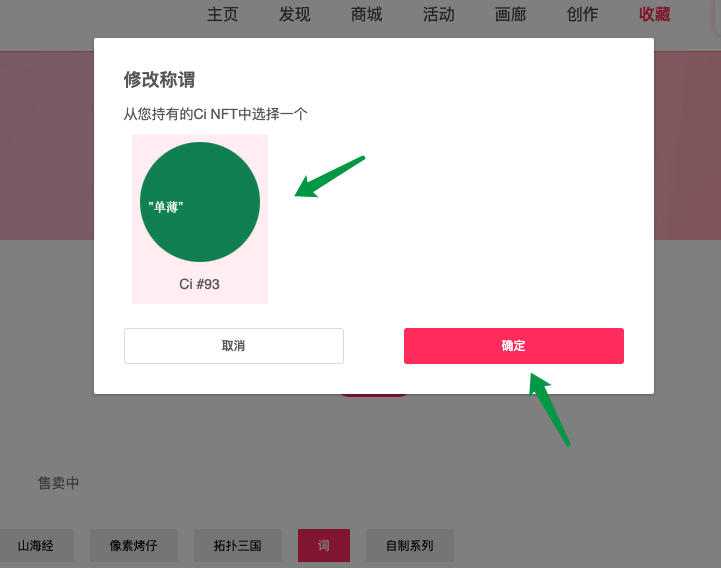 主页 发现 商城 活动 画廊 创作 收藏
修改称谓
从您持有的Ci NFT中选择一个
"单薄"
Ci #93
取消 确定
售卖中
山海经 像素烤仔 拓扑三国 词 自制系列